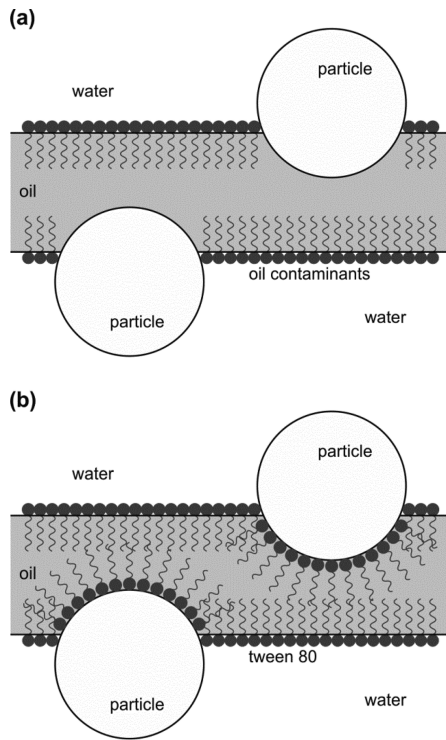 (a)
particle
water
oil
oil contaminants
particle
water
(b)
particle
water
oil
tween 80
particle
water